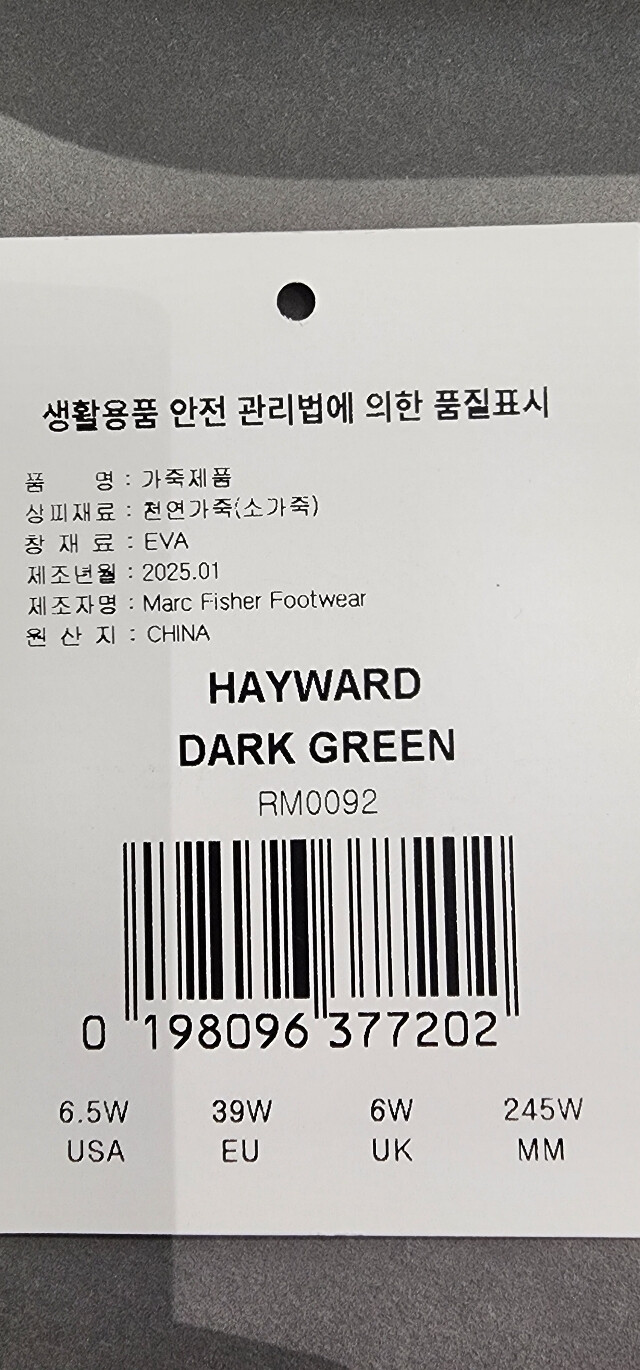 생활용품 안전 관리법에 의한 품질표시
품 명 : 가죽제품
상피재료 : 천연가죽(소가죽)
창 재 료 : EVA
제조년월 : 2025.01
제조자명 : Marc Fisher Footwear
원 산 지 : CHINA
HAYWARD
DARK GREEN
RM0092
0 198096 377202
6.5W 39W 6W 245W
USA EU UK MM